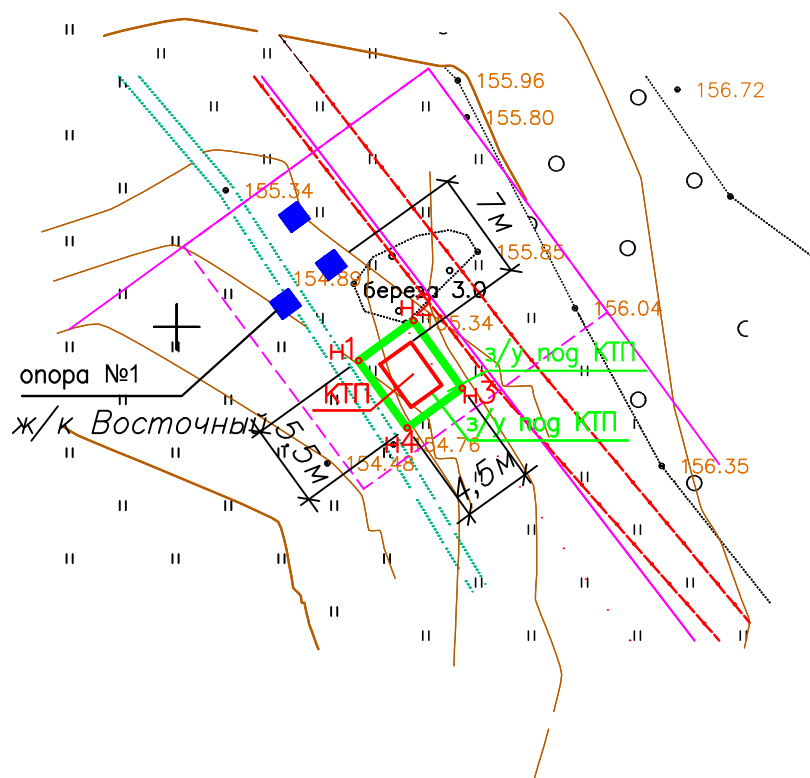 155.96
156.72
155.80
155.34
7м
155.85
154.89
береза 3.0
156.04
н2
155.34
н1
з/у под КТП
опора №1
КТП
н3
ж/к Восточный
з/у под КТП
5,5м
н4
154.76
154.48
4,5м
156.35